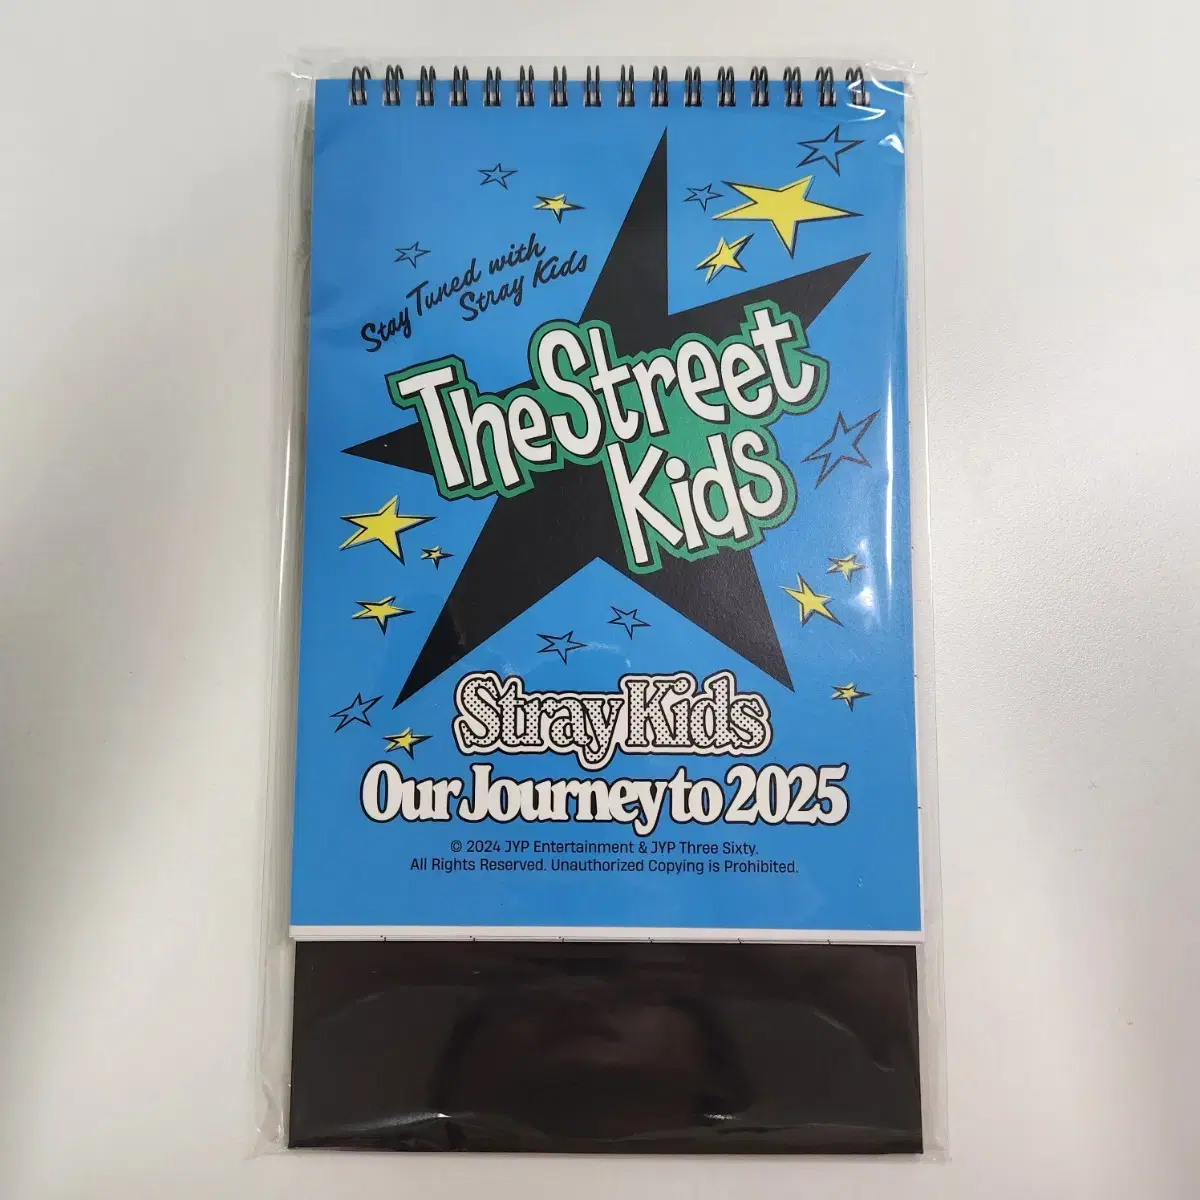 Stay Tuned with
Stray Kids
The Street
Kids
Stray Kids
Our Journey to 2025
© 2024 JYP Entertainment & JYP Three Sixty.
All Rights Reserved. Unauthorized Copying is Prohibited.